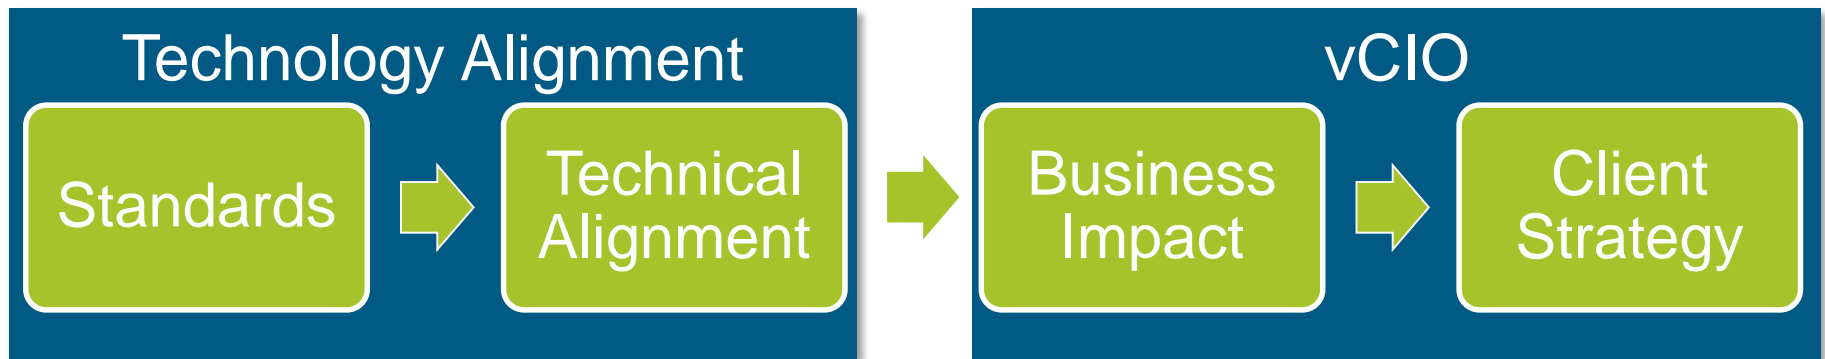 Technology Alignment
Standards
Technical
Alignment
vCIO
Business
Impact
Client
Strategy